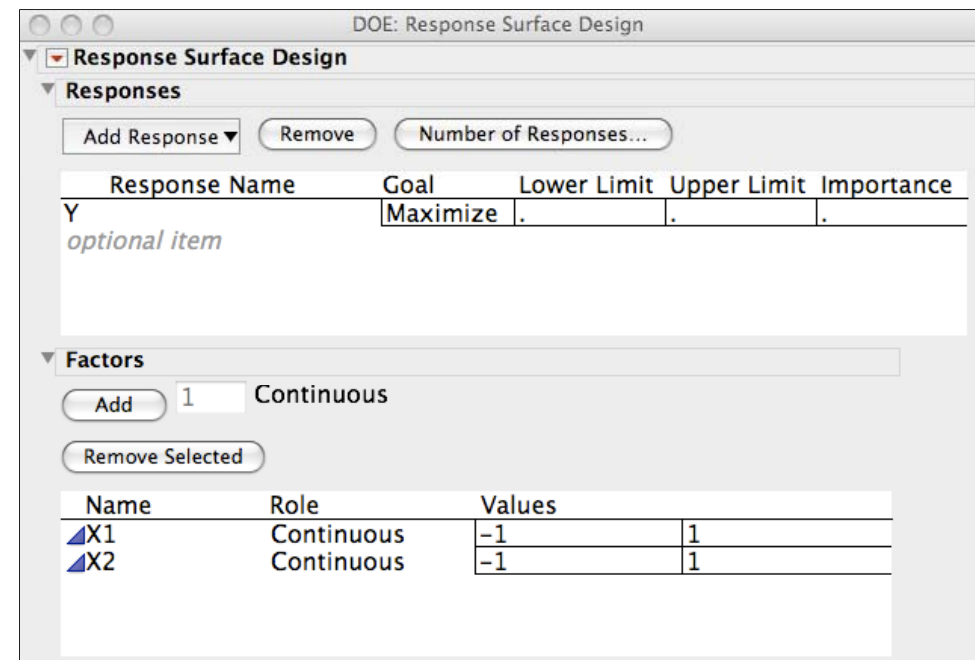 DOE: Response Surface Design
Response Surface Design
Responses
Add Response Remove Number of Responses...
Response Name Goal Lower Limit Upper Limit Importance
Y Maximize . . .
optional item
Factors
Add 1 Continuous
Remove Selected
Name Role Values
X1 Continuous -1 1
X2 Continuous -1 1